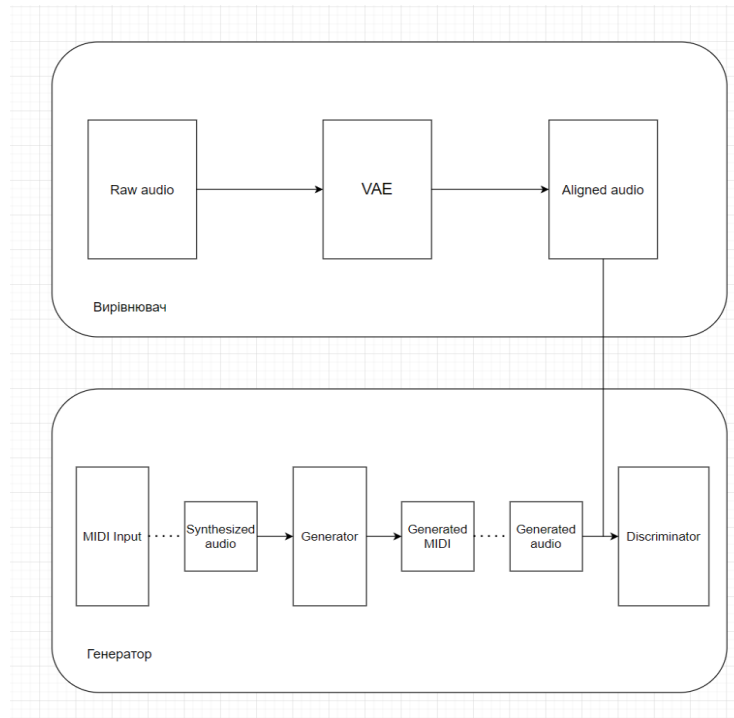 Raw audio
VAE
Aligned audio
Вирівнювач
MIDI Input
Synthesized
audio
Generator
Generated
MIDI
Generated
audio
Discriminator
Генератор